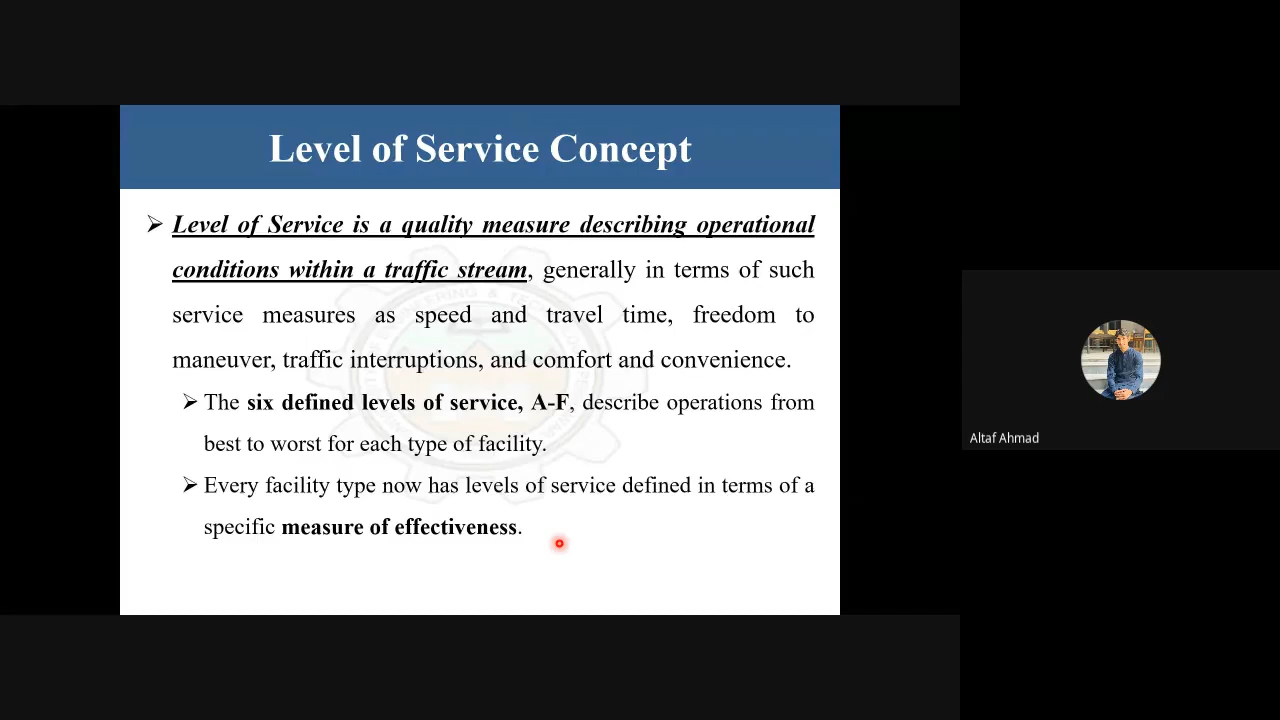 Level of Service Concept
➢ Level of Service is a quality measure describing operational
conditions within a traffic stream, generally in terms of such
service measures as speed and travel time, freedom to
maneuver, traffic interruptions, and comfort and convenience.
➢ The six defined levels of service, A-F, describe operations from
best to worst for each type of facility.
➢ Every facility type now has levels of service defined in terms of a
specific measure of effectiveness.
Altaf Ahmad